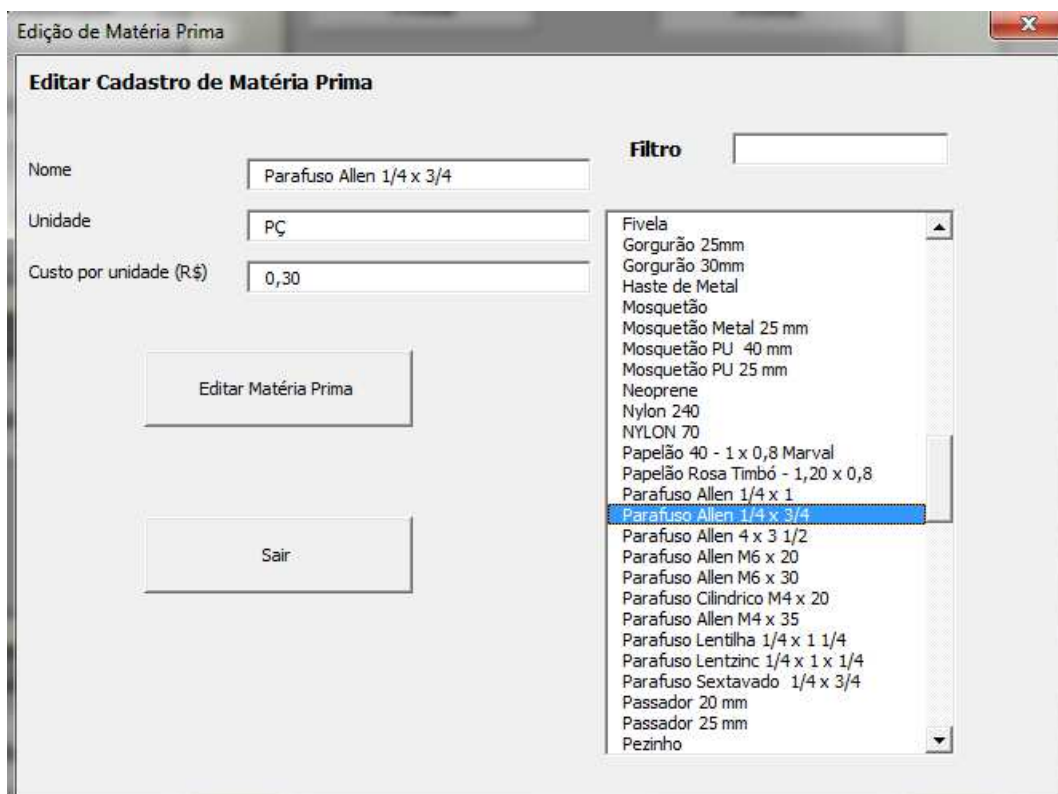 Edição de Matéria Prima
Editar Cadastro de Matéria Prima
Filtro
Nome
Parafuso Allen 1/4 x 3/4
Unidade
PÇ
Custo por unidade (R$)
0,30
Editar Matéria Prima
Sair
Fivela
Gorgurão 25mm
Gorgurão 30mm
Haste de Metal
Mosquetão
Mosquetão Metal 25 mm
Mosquetão PU  40 mm
Mosquetão PU 25 mm
Neoprene
Nylon 240
NYLON 70
Papelão 40 - 1 x 0,8 Marval
Papelão Rosa Timbó - 1,20 x 0,8
Parafuso Allen 1/4 x 1
Parafuso Allen 1/4 x 3/4
Parafuso Allen 4 x 3 1/2
Parafuso Allen M6 x 20
Parafuso Allen M6 x 30
Parafuso Cilindrico M4 x 20
Parafuso Allen M4 x 35
Parafuso Lentilha 1/4 x 1 1/4
Parafuso Lentzinc 1/4 x 1 x 1/4
Parafuso Sextavado  1/4 x 3/4
Passador 20 mm
Passador 25 mm
Pezinho